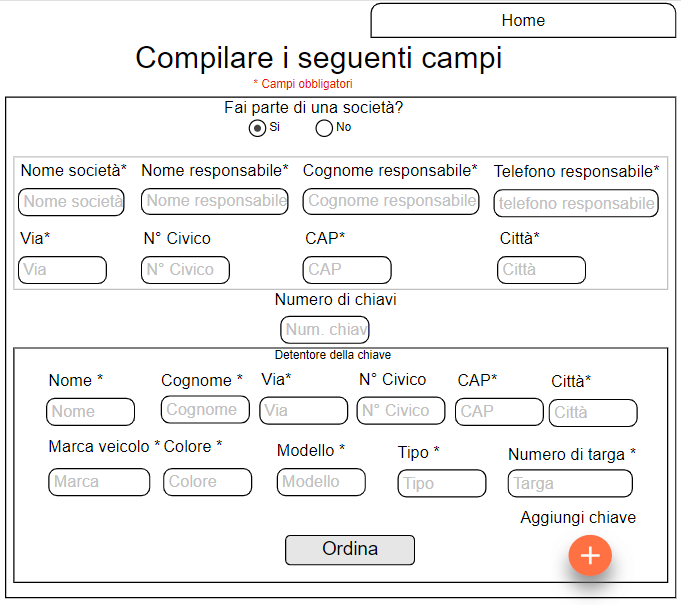 Home
Compilare i seguenti campi
* Campi obbligatori
Fai parte di una società?
Si No
Nome società* Nome responsabile* Cognome responsabile* Telefono responsabile*
Nome società Nome responsabile Cognome responsabile telefono responsabile
Via* N° Civico CAP* Città*
Via N° Civico CAP Città
Numero di chiavi
Num. chiav
Detentore della chiave
Nome * Cognome * Via* N° Civico CAP* Città*
Nome Cognome Via N° Civico CAP Città
Marca veicolo * Colore * Modello * Tipo * Numero di targa *
Marca Colore Modello Tipo Targa
Aggiungi chiave
Ordina +